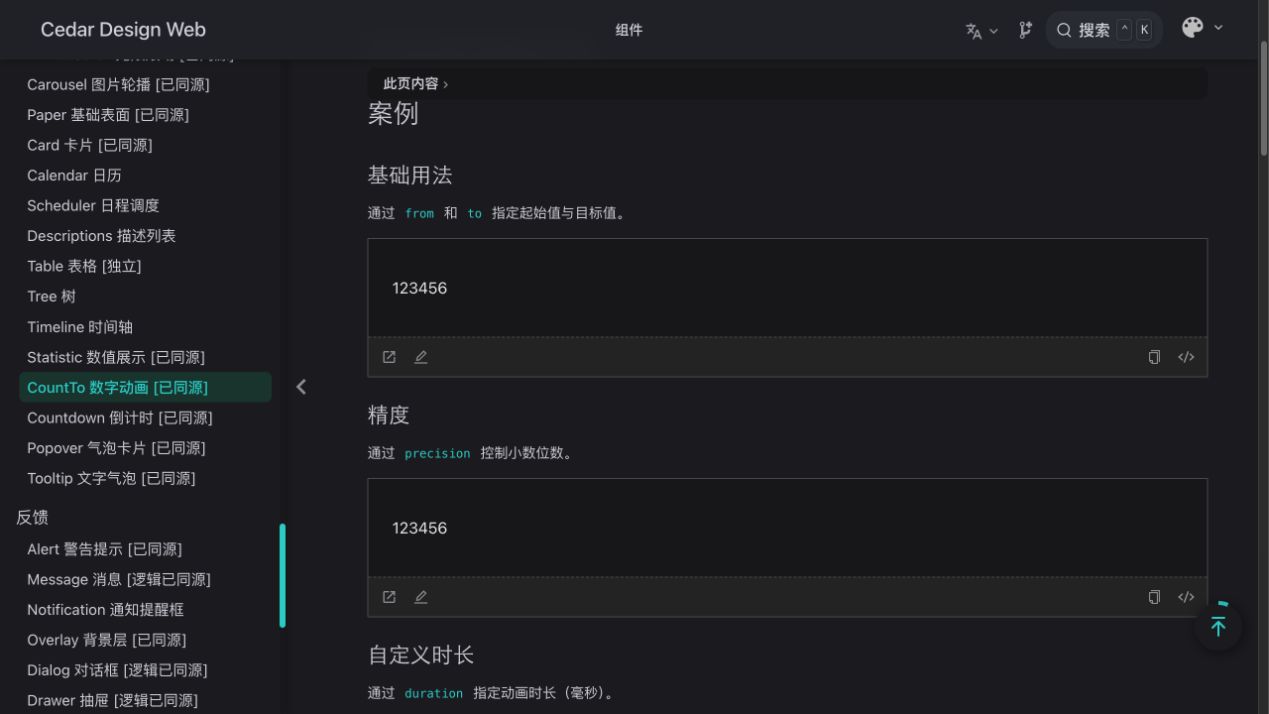 Cedar Design Web
组件
搜索
^
K
Carousel 图片轮播 [已同源]
Paper 基础表面 [已同源]
Card 卡片 [已同源]
Calendar 日历
Scheduler 日程调度
Descriptions 描述列表
Table 表格 [独立]
Tree 树
Timeline 时间轴
Statistic 数值展示 [已同源]
CountTo 数字动画 [已同源]
Countdown 倒计时 [已同源]
Popover 气泡卡片 [已同源]
Tooltip 文字气泡 [已同源]
反馈
Alert 警告提示 [已同源]
Message 消息 [逻辑已同源]
Notification 通知提醒框
Overlay 背景层 [已同源]
Dialog 对话框 [逻辑已同源]
Drawer 抽屉 [逻辑已同源]
此页内容 ›
案例
基础用法
通过 from 和 to 指定起始值与目标值。
123456
精度
通过 precision 控制小数位数。
123456
自定义时长
通过 duration 指定动画时长（毫秒）。